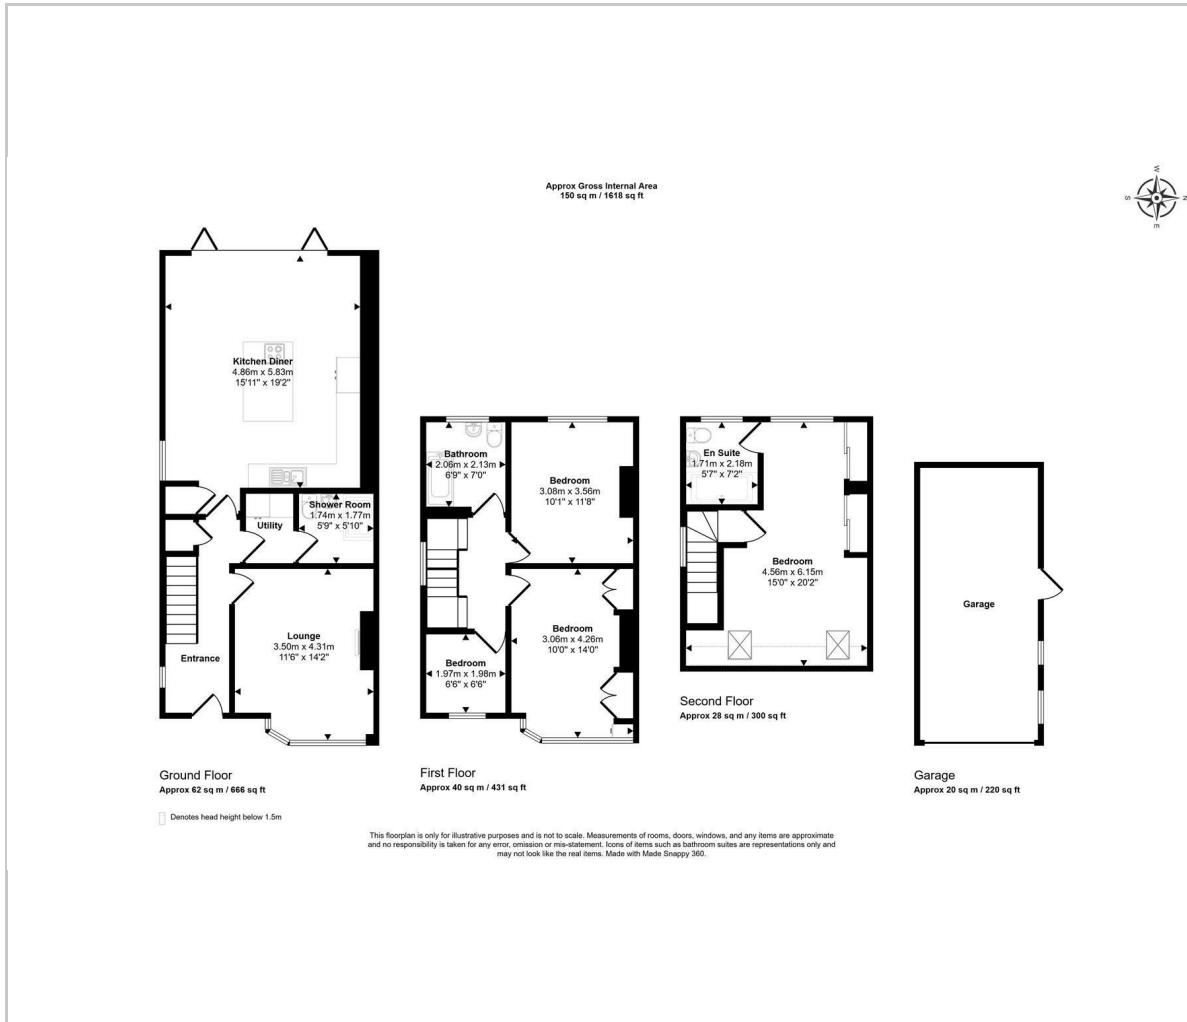 Approx Gross Internal Area
150 sq m / 1618 sq ft
W
S
N
E
Kitchen Diner
4.86m x 5.83m
15'11" x 19'2"
Utility
Shower Room
1.74m x 1.77m
5'9" x 5'10"
Lounge
3.50m x 4.31m
11'6" x 14'2"
Entrance
Ground Floor
Approx 62 sq m / 666 sq ft
Denotes head height below 1.5m
Bathroom
2.06m x 2.13m
6'9" x 7'0"
Bedroom
3.08m x 3.56m
10'1" x 11'8"
Bedroom
3.06m x 4.26m
10'0" x 14'0"
Bedroom
1.97m x 1.98m
6'6" x 6'6"
First Floor
Approx 40 sq m / 431 sq ft
En Suite
1.71m x 2.18m
5'7" x 7'2"
Bedroom
4.56m x 6.15m
15'0" x 20'2"
Second Floor
Approx 28 sq m / 300 sq ft
Garage
Garage
Approx 20 sq m / 220 sq ft
This floorplan is only for illustrative purposes and is not to scale. Measurements of rooms, doors, windows, and any items are approximate
and no responsibility is taken for any error, omission or mis-statement. Icons of items such as bathroom suites are representations only and
may not look like the real items. Made with Made Snappy 360.